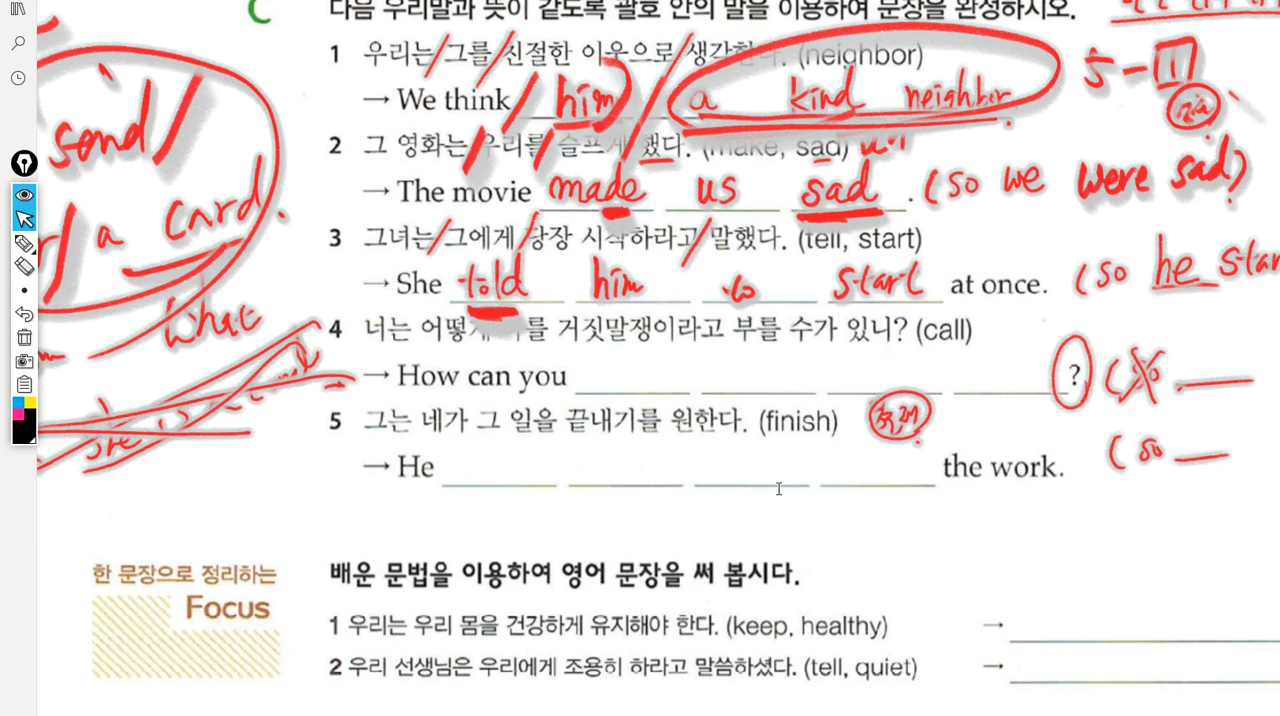 C
다음 우리말과 뜻이 같도록 괄호 안의 말을 이용하여 문장을 완성하시오.
1 우리는 그를 친절한 이웃으로 생각한다. (neighbor)
→ We think him a kind neighbor.
5-1
2 그 영화는 우리를 슬프게 했다. (make, sad)
→ The movie made us sad. (so we were sad)
send
a card.
3 그녀는 그에게 당장 시작하라고 말했다. (tell, start)
→ She told him to start at once. (so he star
what
4 너는 어떻게 를 거짓말쟁이라고 부를 수가 있니? (call)
→ How can you ? (so
5 그는 네가 그 일을 끝내기를 원한다. (finish)
→ He the work. (so
한 문장으로 정리하는
Focus
배운 문법을 이용하여 영어 문장을 써 봅시다.
1 우리는 우리 몸을 건강하게 유지해야 한다. (keep, healthy) →
2 우리 선생님은 우리에게 조용히 하라고 말씀하셨다. (tell, quiet) →